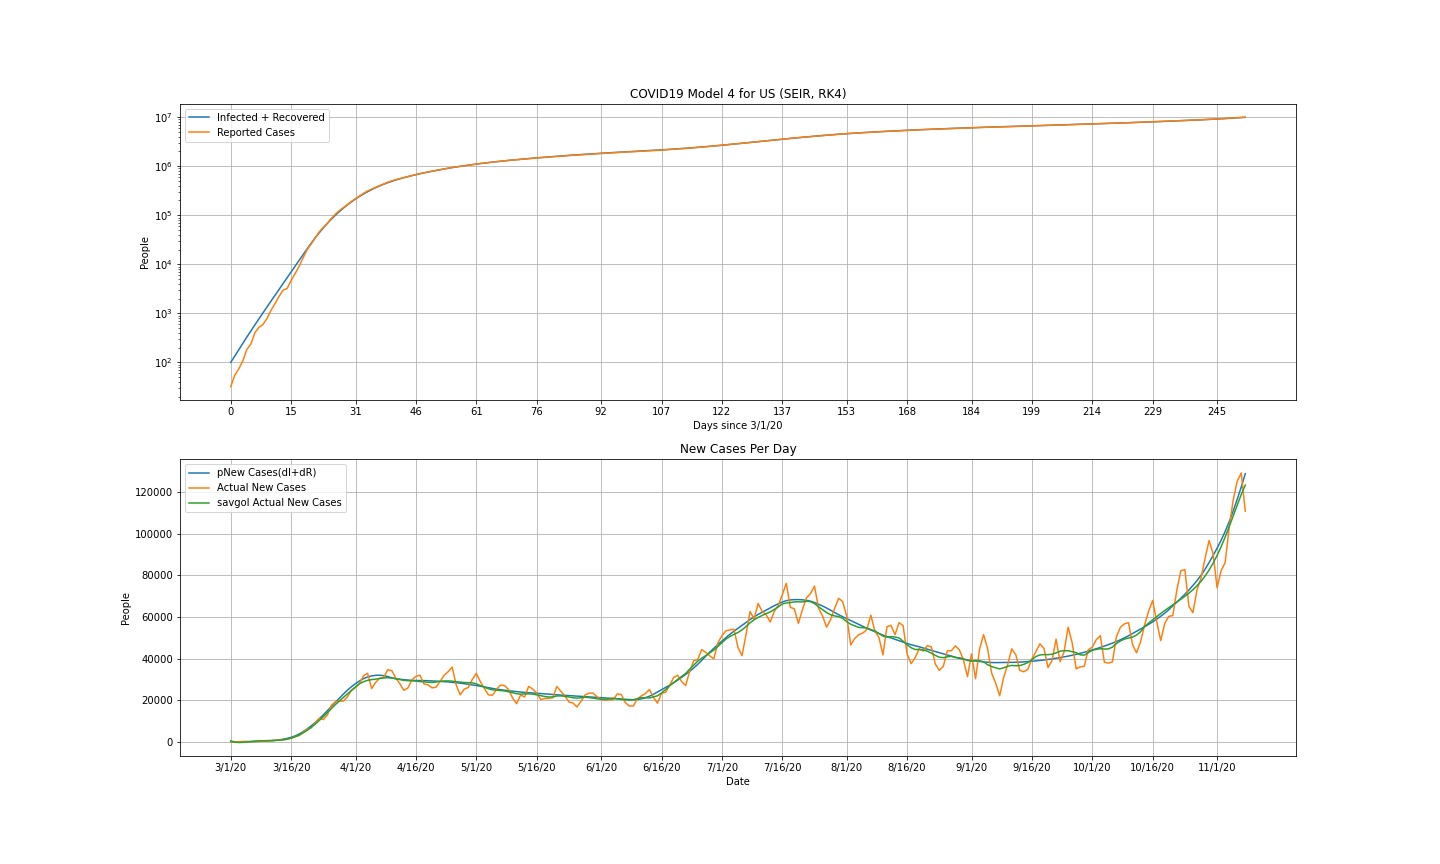 COVID19 Model 4 for US (SEIR, RK4)
Infected + Recovered
Reported Cases
10^7
10^6
10^5
10^4
10^3
10^2
People
0 15 31 46 61 76 92 107 122 137 153 168 184 199 214 229 245
Days since 3/1/20
New Cases Per Day
pNew Cases(dI+dR)
Actual New Cases
savgol Actual New Cases
120000
100000
80000
60000
40000
20000
0
People
3/1/20 3/16/20 4/1/20 4/16/20 5/1/20 5/16/20 6/1/20 6/16/20 7/1/20 7/16/20 8/1/20 8/16/20 9/1/20 9/16/20 10/1/20 10/16/20 11/1/20
Date